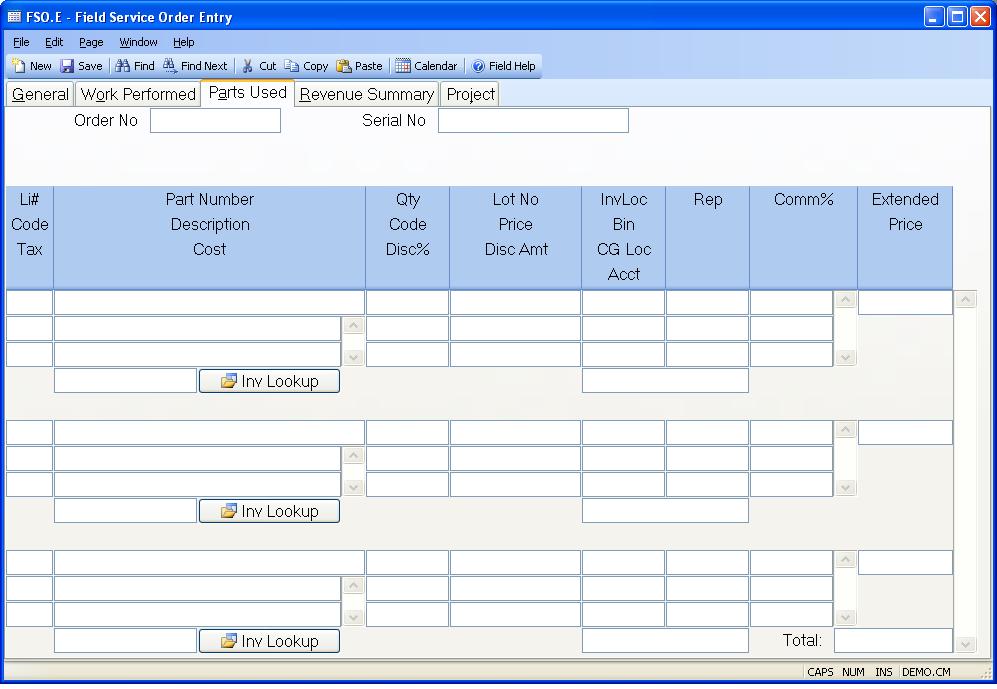 FSO.E - Field Service Order Entry
File Edit Page Window Help
New Save Find Find Next Cut Copy Paste Calendar Field Help
General Work Performed Parts Used Revenue Summary Project
Order No Serial No
Li# Part Number Qty Lot No InvLoc Rep Comm% Extended
Code Description Code Price Bin Price
Tax Cost Disc% Disc Amt CG Loc
Acct
Inv Lookup
Inv Lookup
Inv Lookup Total:
CAPS NUM INS DEMO.CM